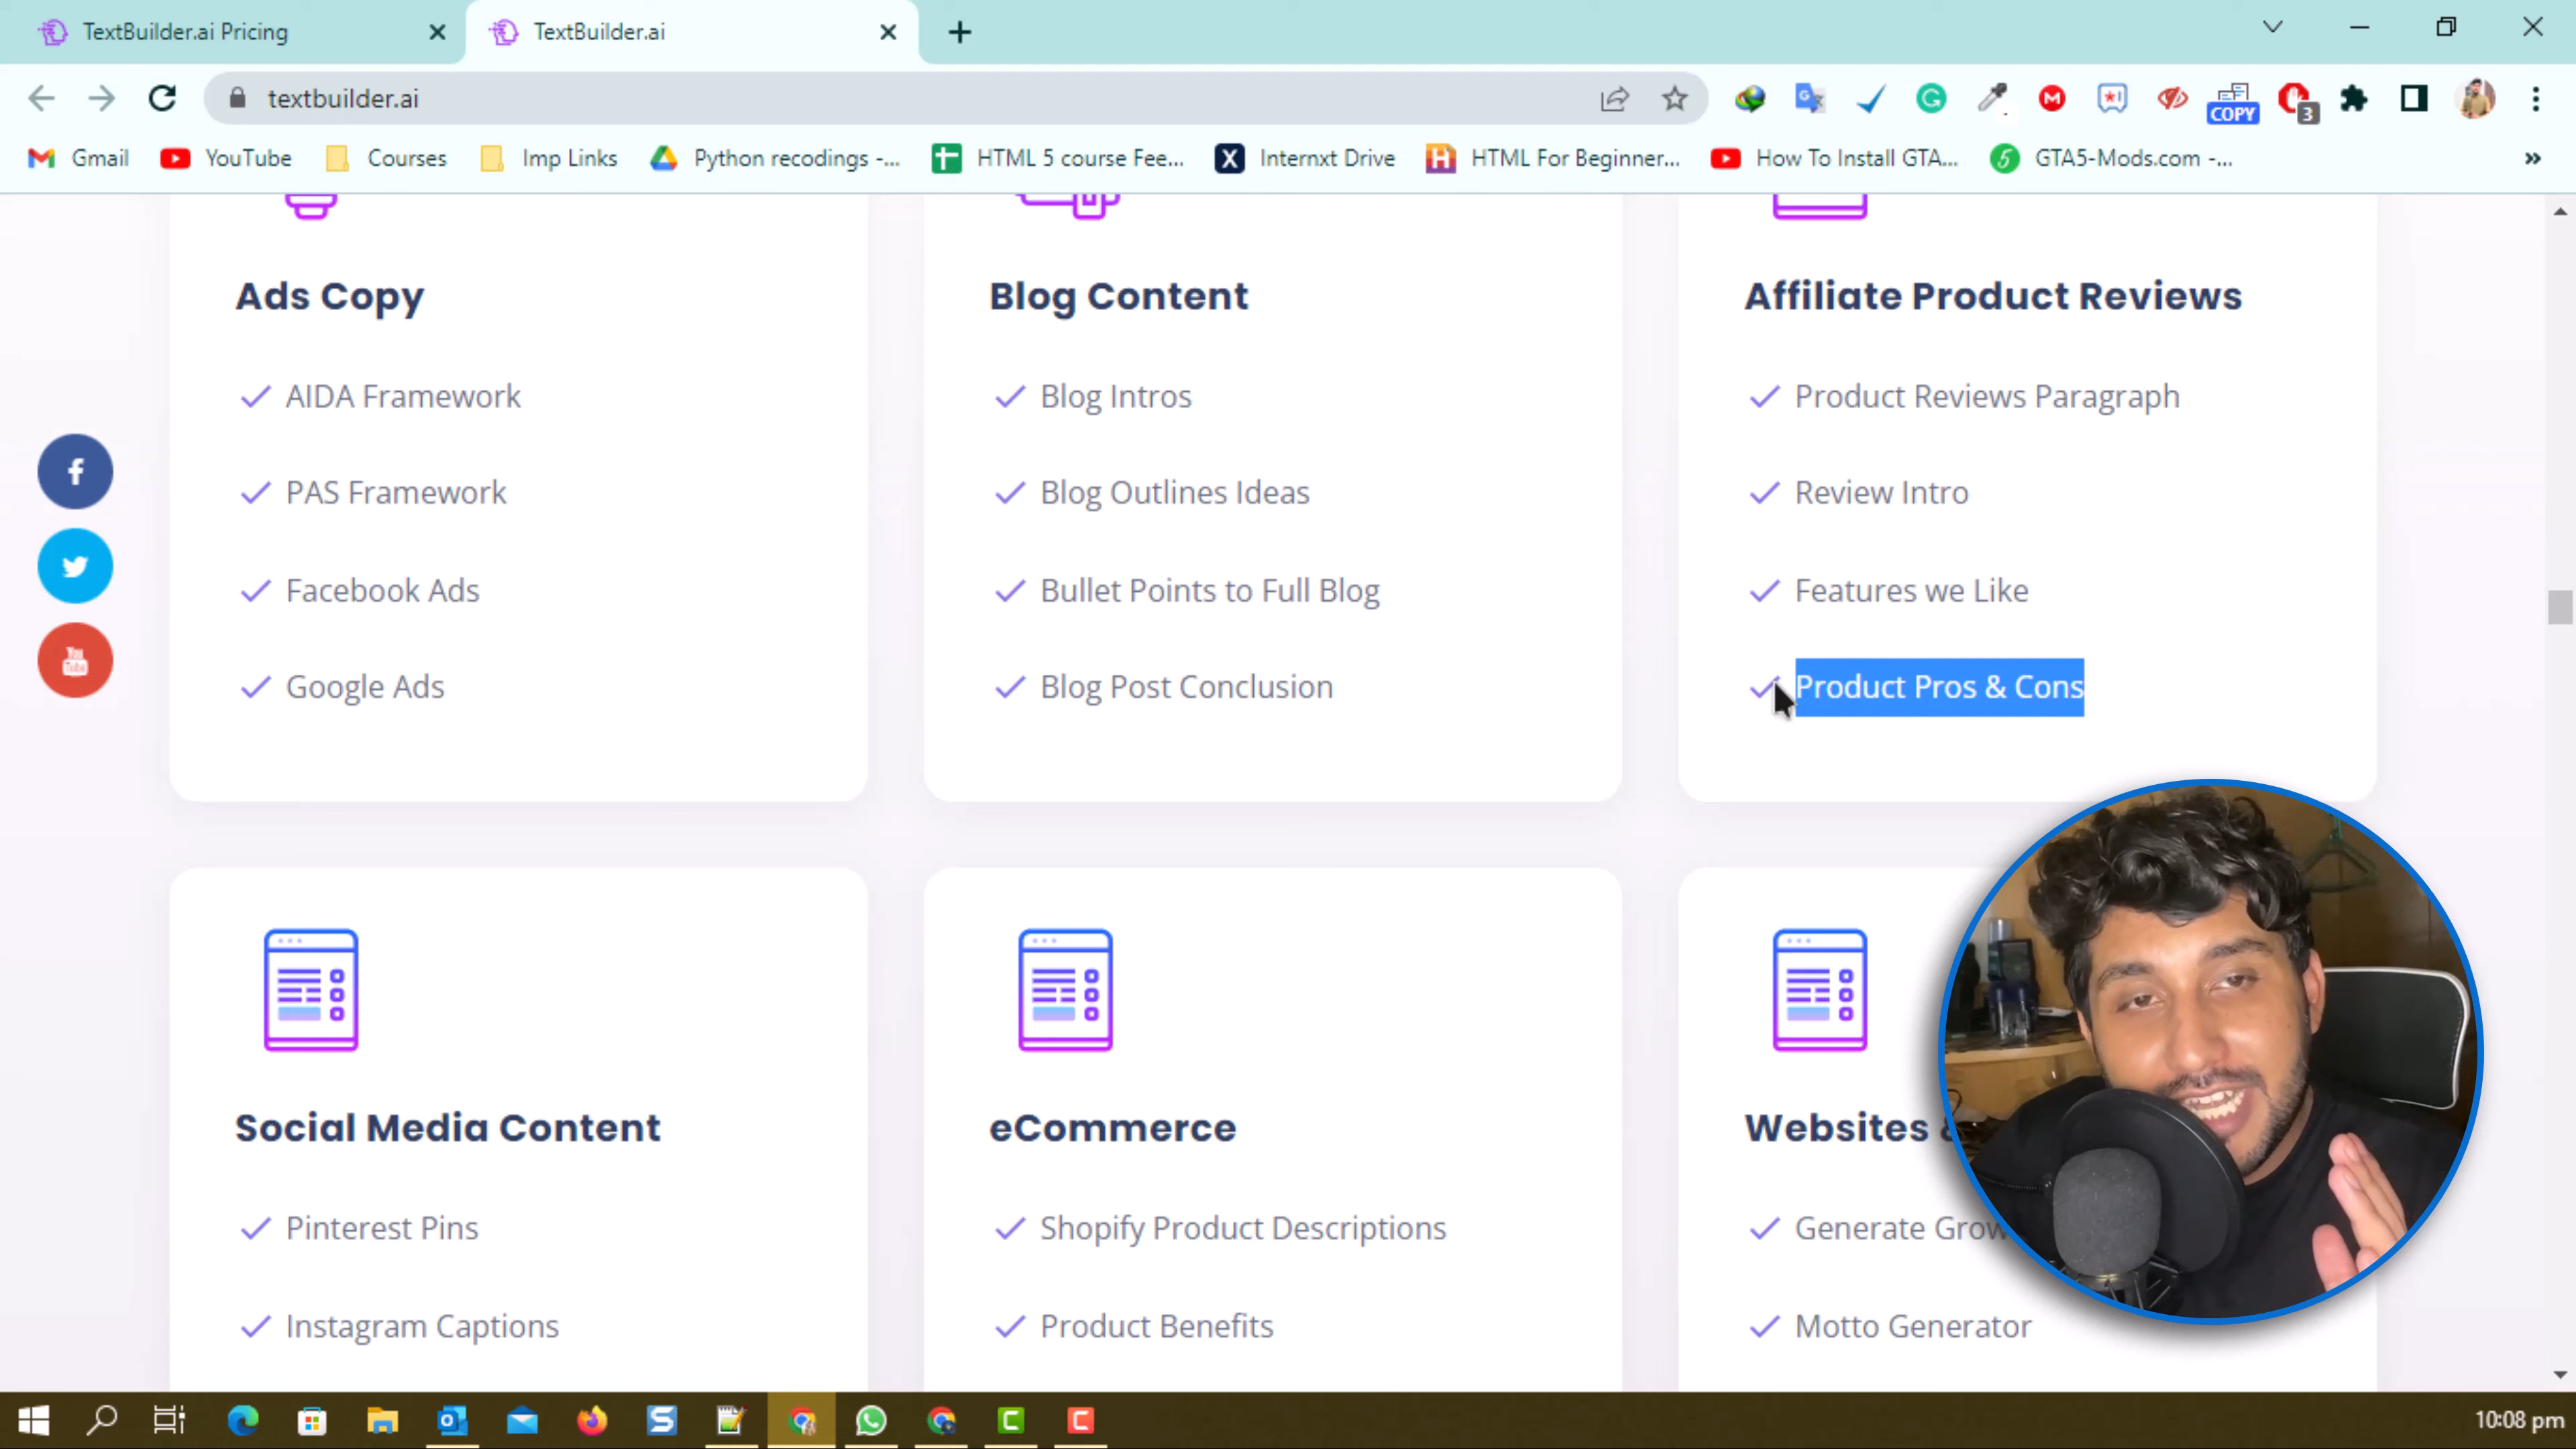 TextBuilder.ai Pricing
TextBuilder.ai
textbuilder.ai
COPY
3
Gmail
YouTube
Courses
Imp Links
Python recodings -...
HTML 5 course Fee...
Internxt Drive
HTML For Beginner...
How To Install GTA...
GTA5-Mods.com -...
Ads Copy
AIDA Framework
PAS Framework
Facebook Ads
Google Ads
Blog Content
Blog Intros
Blog Outlines Ideas
Bullet Points to Full Blog
Blog Post Conclusion
Affiliate Product Reviews
Product Reviews Paragraph
Review Intro
Features we Like
Product Pros & Cons
You
Tube
Social Media Content
Pinterest Pins
Instagram Captions
eCommerce
Shopify Product Descriptions
Product Benefits
Websites
Generate
Motto Generator
10:08 pm